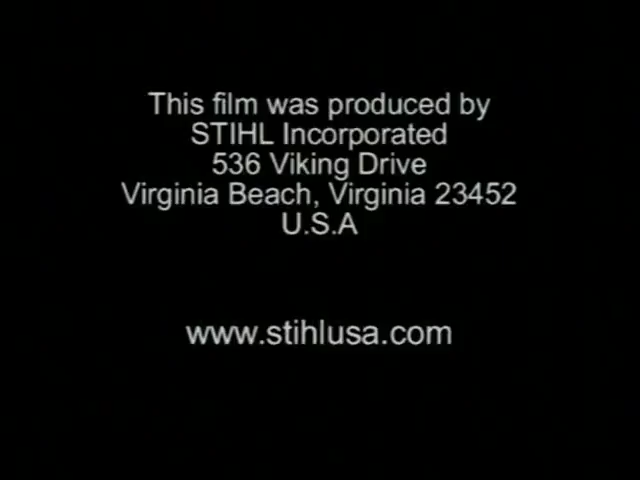 This film was produced by
STIHL Incorporated
536 Viking Drive
Virginia Beach, Virginia 23452
U.S.A
www.stihlusa.com